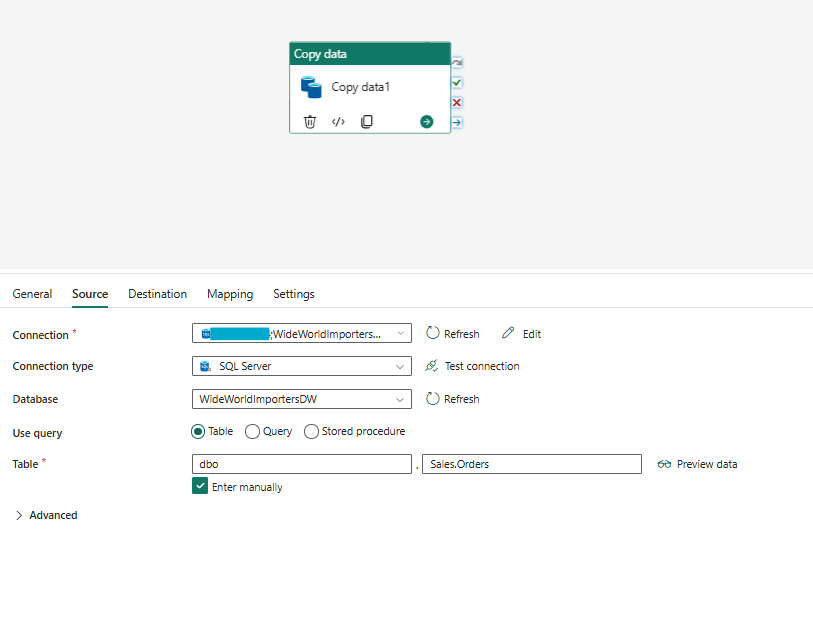 Copy data
Copy data1
General Source Destination Mapping Settings
Connection * ;WideWorldImporters... Refresh Edit
Connection type SQL Server Test connection
Database WideWorldImportersDW Refresh
Use query Table Query Stored procedure
Table * dbo . Sales.Orders Preview data
Enter manually
Advanced